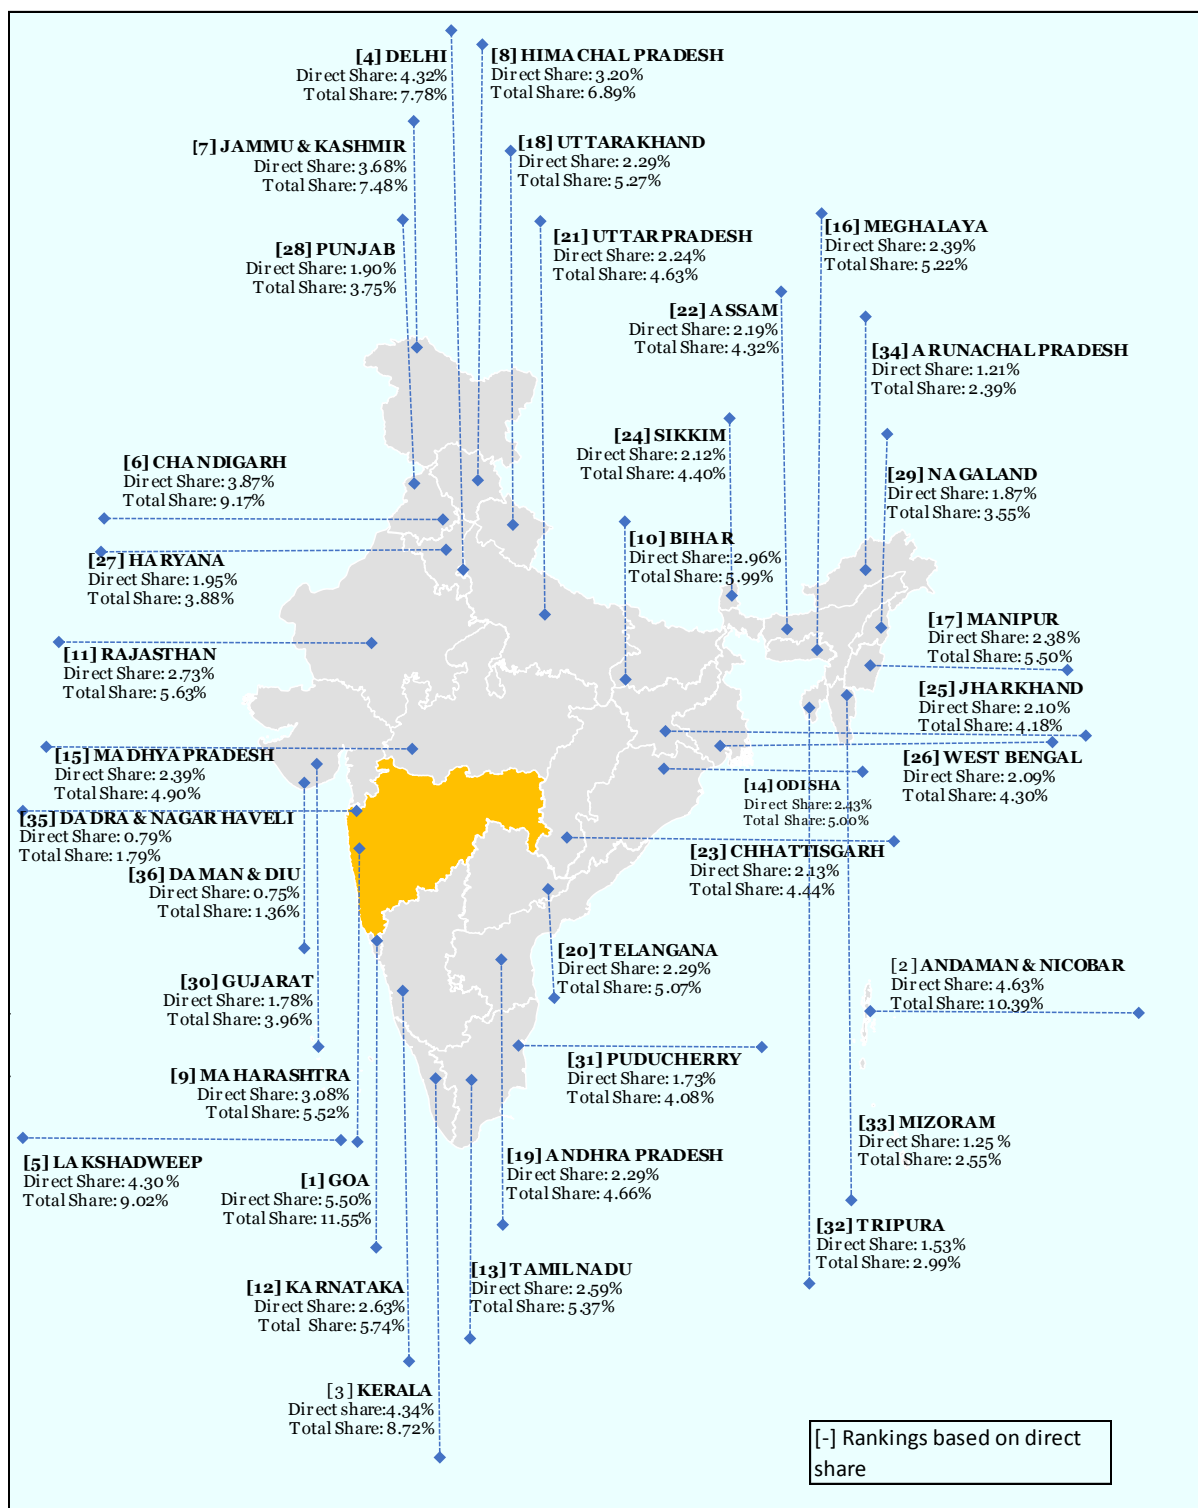 [4] DELHI
Direct Share: 4.32%
Total Share: 7.78%
[8] HIMACHAL PRADESH
Direct Share: 3.20%
Total Share: 6.89%
[7] JAMMU & KASHMIR
Direct Share: 3.68%
Total Share: 7.48%
[18] UTTARAKHAND
Direct Share: 2.29%
Total Share: 5.27%
[28] PUNJAB
Direct Share: 1.90%
Total Share: 3.75%
[21] UTTAR PRADESH
Direct Share: 2.24%
Total Share: 4.63%
[16] MEGHALAYA
Direct Share: 2.39%
Total Share: 5.22%
[22] ASSAM
Direct Share: 2.19%
Total Share: 4.32%
[34] ARUNACHAL PRADESH
Direct Share: 1.21%
Total Share: 2.39%
[24] SIKKIM
Direct Share: 2.12%
Total Share: 4.40%
[6] CHANDIGARH
Direct Share: 3.87%
Total Share: 9.17%
[29] NAGALAND
Direct Share: 1.87%
Total Share: 3.55%
[10] BIHAR
Direct Share: 2.96%
Total Share: 5.99%
[27] HARYANA
Direct Share: 1.95%
Total Share: 3.88%
[17] MANIPUR
Direct Share: 2.38%
Total Share: 5.50%
[11] RAJASTHAN
Direct Share: 2.73%
Total Share: 5.63%
[25] JHARKHAND
Direct Share: 2.10%
Total Share: 4.18%
[15] MADHYA PRADESH
Direct Share: 2.39%
Total Share: 4.90%
[26] WEST BENGAL
Direct Share: 2.09%
Total Share: 4.30%
[14] ODISHA
Direct Share: 2.43%
Total Share: 5.00%
[35] DADRA & NAGAR HAVELI
Direct Share: 0.79%
Total Share: 1.79%
[23] CHHATTISGARH
Direct Share: 2.13%
Total Share: 4.44%
[36] DAMAN & DIU
Direct Share: 0.75%
Total Share: 1.36%
[20] TELANGANA
Direct Share: 2.29%
Total Share: 5.07%
[2] ANDAMAN & NICOBAR
Direct Share: 4.63%
Total Share: 10.39%
[30] GUJARAT
Direct Share: 1.78%
Total Share: 3.96%
[31] PUDUCHERRY
Direct Share: 1.73%
Total Share: 4.08%
[9] MAHARASHTRA
Direct Share: 3.08%
Total Share: 5.52%
[33] MIZORAM
Direct Share: 1.25 %
Total Share: 2.55%
[5] LAKSHADWEEP
Direct Share: 4.30%
Total Share: 9.02%
[19] ANDHRA PRADESH
Direct Share: 2.29%
Total Share: 4.66%
[1] GOA
Direct Share: 5.50%
Total Share: 11.55%
[32] TRIPURA
Direct Share: 1.53%
Total Share: 2.99%
[13] TAMIL NADU
Direct Share: 2.59%
Total Share: 5.37%
[12] KARNATAKA
Direct Share: 2.63%
Total Share: 5.74%
[3] KERALA
Direct share:4.34%
Total Share: 8.72%
[-] Rankings based on direct
share